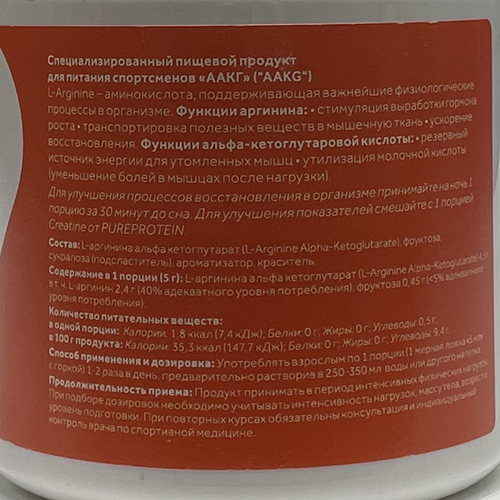 Специализированный пищевой продукт
для питания спортсменов «ААКГ» ("AAKG")
L-Arginine – аминокислота, поддерживающая важнейшие физиологические
процессы в организме. Функции аргинина: • стимуляция выработки гормона
роста • транспортировка полезных веществ в мышечную ткань • ускорение
восстановления. Функции альфа-кетоглутаровой кислоты: • резервный
источник энергии для утомленных мышц • утилизация молочной кислоты
(уменьшение болей в мышцах после нагрузки).
Для улучшения процессов восстановления в организме принимайте на ночь 1
порцию за 30 минут до сна. Для улучшения показателей смешайте с 1 порцией
Creatine от PUREPROTEIN
Состав: L-аргинина альфа кетоглутарат (L-Arginine Alpha-Ketoglutarate), фруктоза,
сукралоза (подсластитель), ароматизатор, краситель.
Содержание в 1 порции (5 г): L-аргинина альфа кетоглутарат (L-Arginine Alpha-Ketoglutarate) 4,5 г,
в т. ч. L-аргинин 2,4 г (40% адекватного уровня потребления), фруктоза 0,45 г (<5% адекватного
уровня потребления).
Количество питательных веществ:
в одной порции: Калории: 1,8 ккал (7,4 кДж); Белки: 0 г; Жиры: 0 г; Углеводы: 0,5 г;
в 100 г продукта: Калории: 35,3 ккал (147,7 кДж); Белки: 0 г; Жиры: 0 г; Углеводы: 9,4 г.
Способ применения и дозировка: Употреблять взрослым по 1 порции (1 мерная ложка ≈5 мл
с горкой) 1-2 раза в день, предварительно растворив в 250-350 мл. воды или другого напитка.
Продолжительность приема: Продукт принимать в период интенсивных физических нагрузок.
При подборе дозировок необходимо учитывать интенсивность нагрузок, массу тела, возраст и
уровень подготовки. При повторных курсах обязательны консультация и индивидуальный
контроль врача по спортивной медицине.